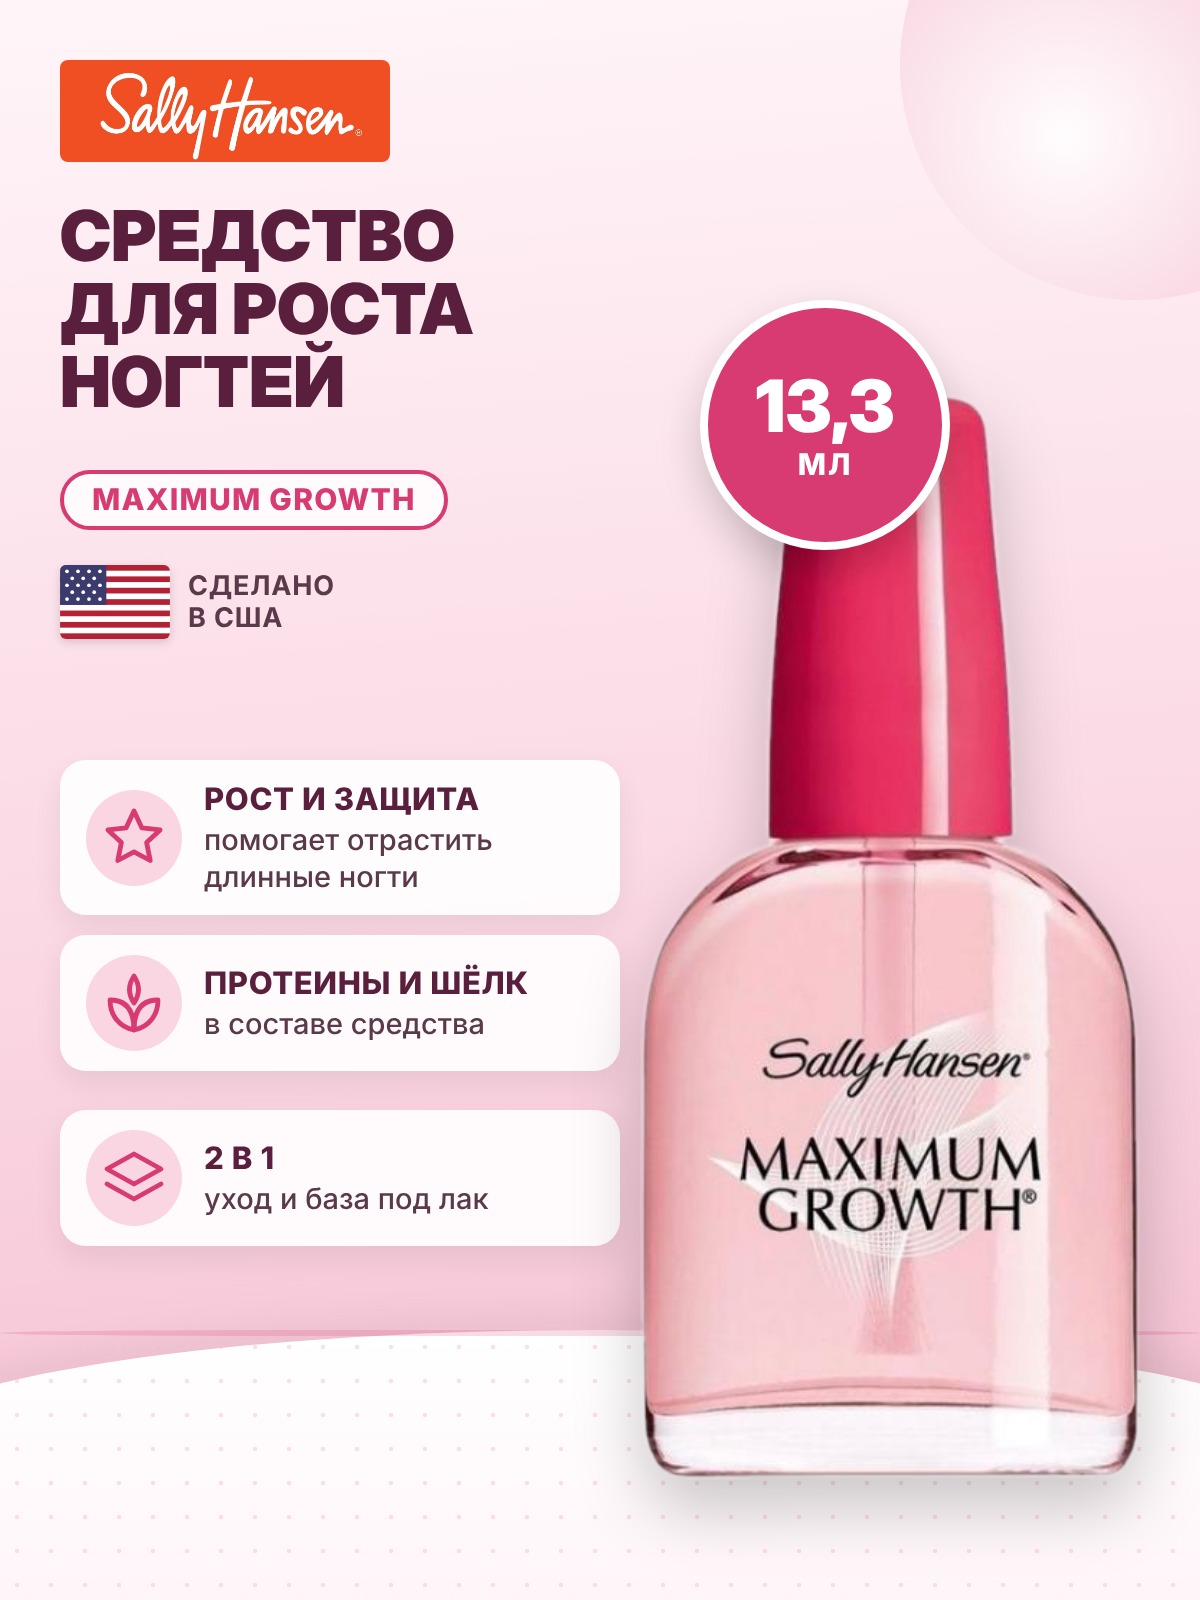 Sally Hansen®
СРЕДСТВО
ДЛЯ РОСТА
НОГТЕЙ
MAXIMUM GROWTH
СДЕЛАНО
В США
13,3
МЛ
РОСТ И ЗАЩИТА
помогает отрастить
длинные ногти
ПРОТЕИНЫ И ШЁЛК
в составе средства
2 В 1
уход и база под лак
Sally Hansen®
MAXIMUM
GROWTH®